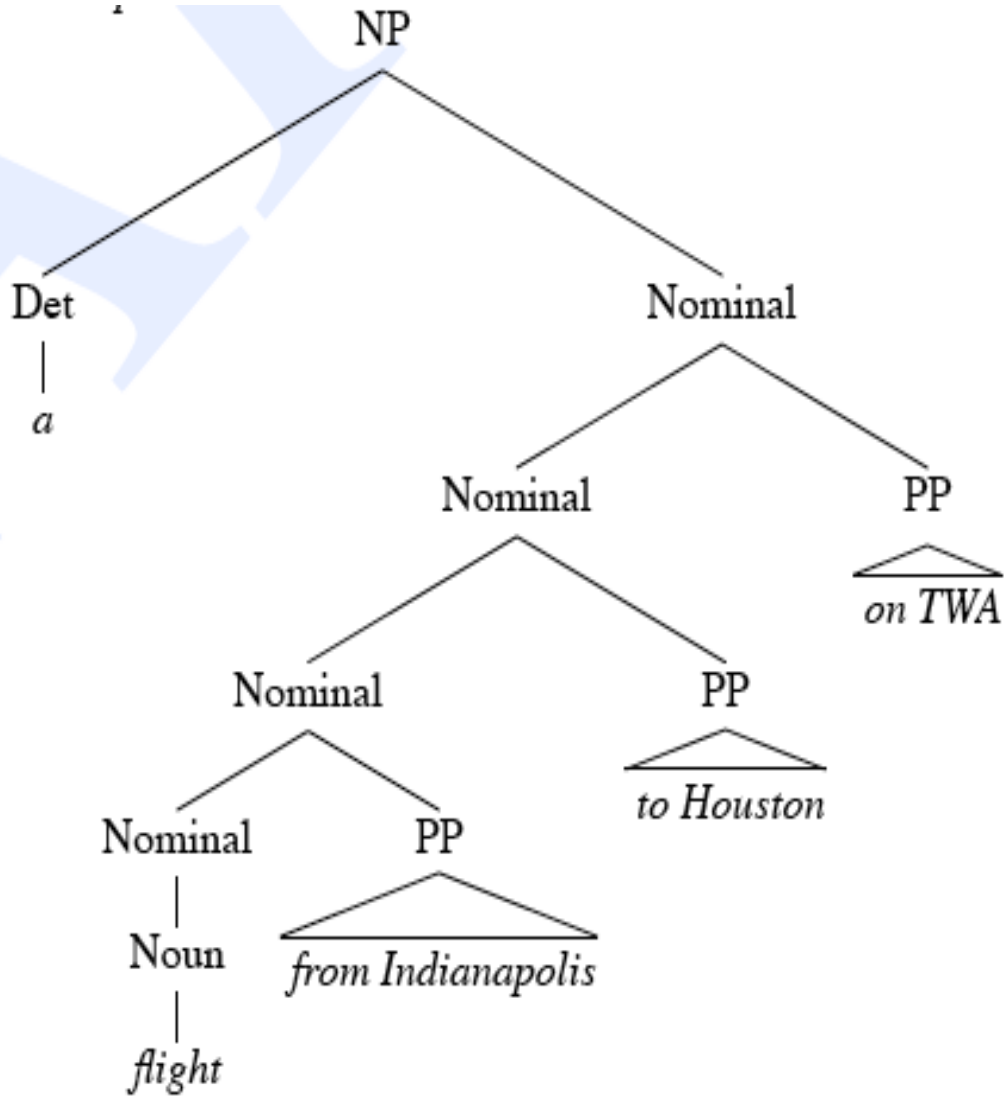 NP
Det Nominal
a
Nominal PP
on TWA
Nominal PP
to Houston
Nominal PP
Noun
from Indianapolis
flight